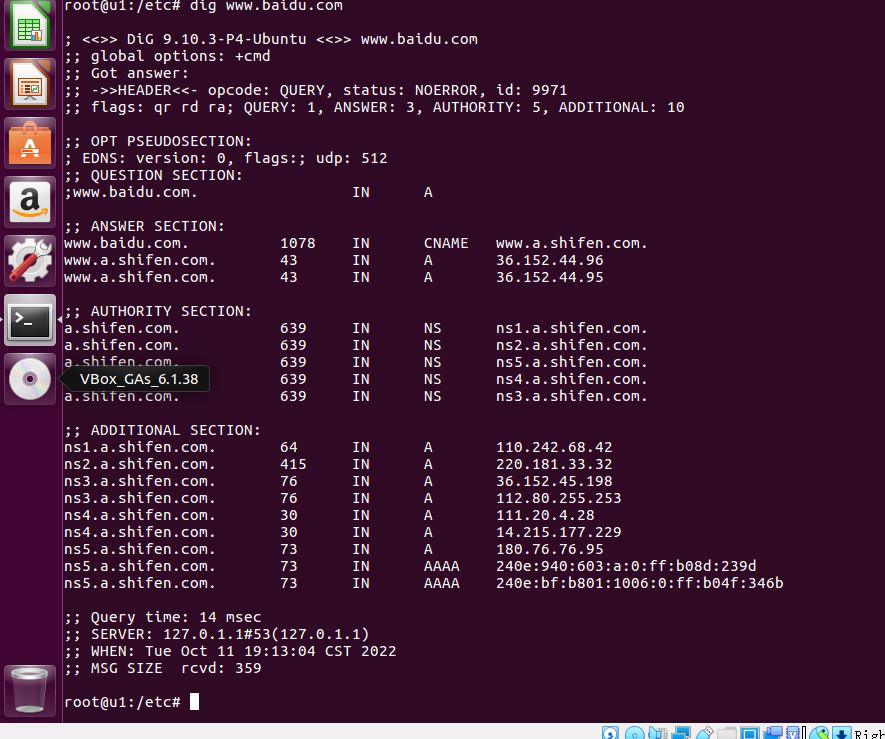 root@u1:/etc# dig www.baidu.com
; <<>> DiG 9.10.3-P4-Ubuntu <<>> www.baidu.com
;; global options: +cmd
;; Got answer:
;; ->>HEADER<<- opcode: QUERY, status: NOERROR, id: 9971
;; flags: qr rd ra; QUERY: 1, ANSWER: 3, AUTHORITY: 5, ADDITIONAL: 10
;; OPT PSEUDOSECTION:
; EDNS: version: 0, flags:; udp: 512
;; QUESTION SECTION:
;www.baidu.com. IN A
;; ANSWER SECTION:
www.baidu.com. 1078 IN CNAME www.a.shifen.com.
www.a.shifen.com. 43 IN A 36.152.44.96
www.a.shifen.com. 43 IN A 36.152.44.95
;; AUTHORITY SECTION:
a.shifen.com. 639 IN NS ns1.a.shifen.com.
a.shifen.com. 639 IN NS ns2.a.shifen.com.
a.shifen.com. 639 IN NS ns5.a.shifen.com.
VBox_GAs_6.1.38 639 IN NS ns4.a.shifen.com.
a.shifen.com. 639 IN NS ns3.a.shifen.com.
;; ADDITIONAL SECTION:
ns1.a.shifen.com. 64 IN A 110.242.68.42
ns2.a.shifen.com. 415 IN A 220.181.33.32
ns3.a.shifen.com. 76 IN A 36.152.45.198
ns3.a.shifen.com. 76 IN A 112.80.255.253
ns4.a.shifen.com. 30 IN A 111.20.4.28
ns4.a.shifen.com. 30 IN A 14.215.177.229
ns5.a.shifen.com. 73 IN A 180.76.76.95
ns5.a.shifen.com. 73 IN AAAA 240e:940:603:a:0:ff:b08d:239d
ns5.a.shifen.com. 73 IN AAAA 240e:bf:b801:1006:0:ff:b04f:346b
;; Query time: 14 msec
;; SERVER: 127.0.1.1#53(127.0.1.1)
;; WHEN: Tue Oct 11 19:13:04 CST 2022
;; MSG SIZE rcvd: 359
root@u1:/etc#